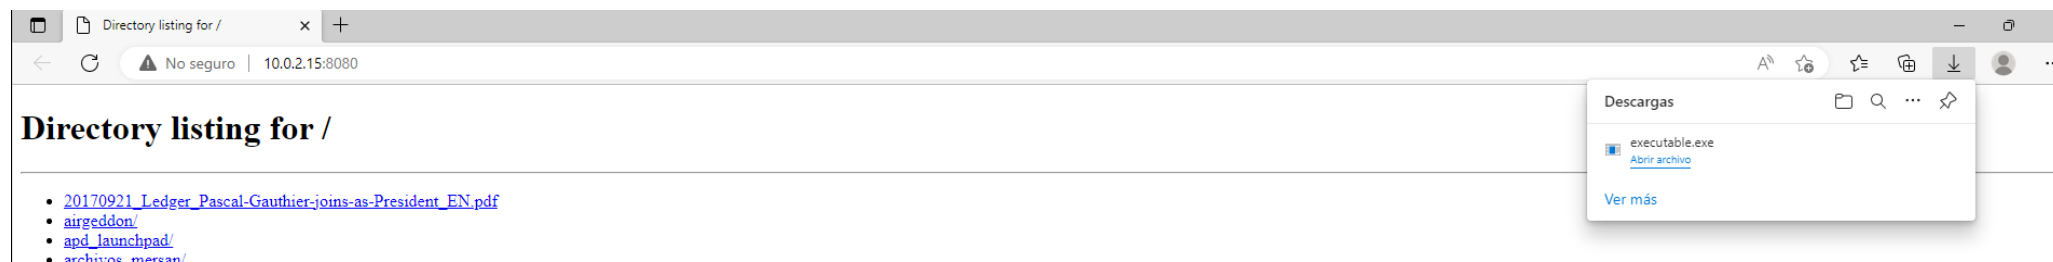 Directory listing for /
No seguro | 10.0.2.15:8080
Descargas
executable.exe
Abrir archivo
Ver más
Directory listing for /
20170921_Ledger_Pascal-Gauthier-joins-as-President_EN.pdf
airgeddon/
apd_launchpad/
archivos_mersan/